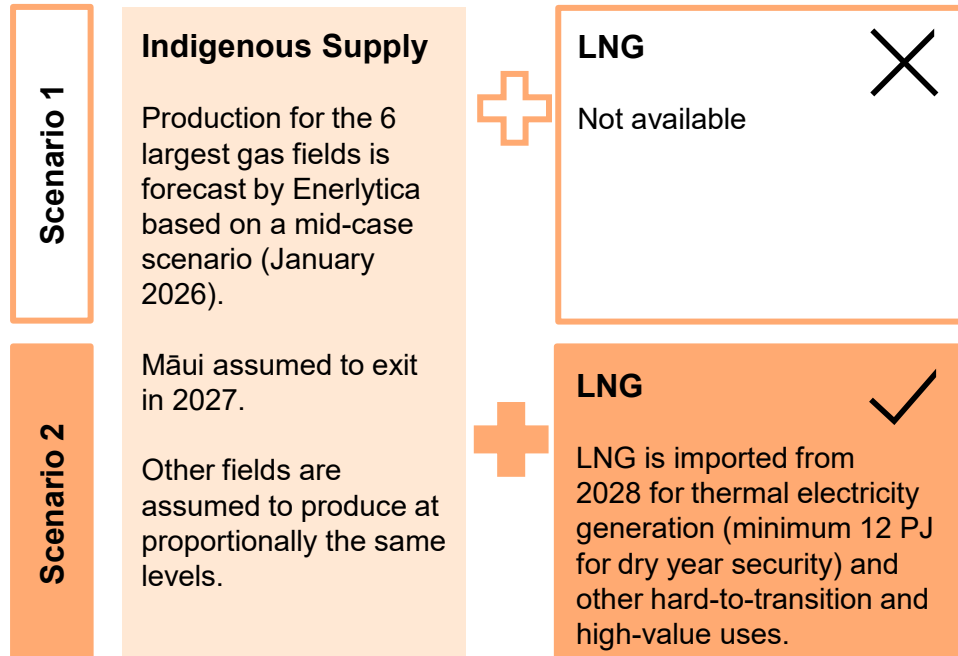 Scenario 1
Indigenous Supply
Production for the 6
largest gas fields is
forecast by Enerlytica
based on a mid-case
scenario (January
2026).
Māui assumed to exit
in 2027.
Other fields are
assumed to produce at
proportionally the same
levels.
LNG
Not available
Scenario 2
LNG
LNG is imported from
2028 for thermal electricity
generation (minimum 12 PJ
for dry year security) and
other hard-to-transition and
high-value uses.